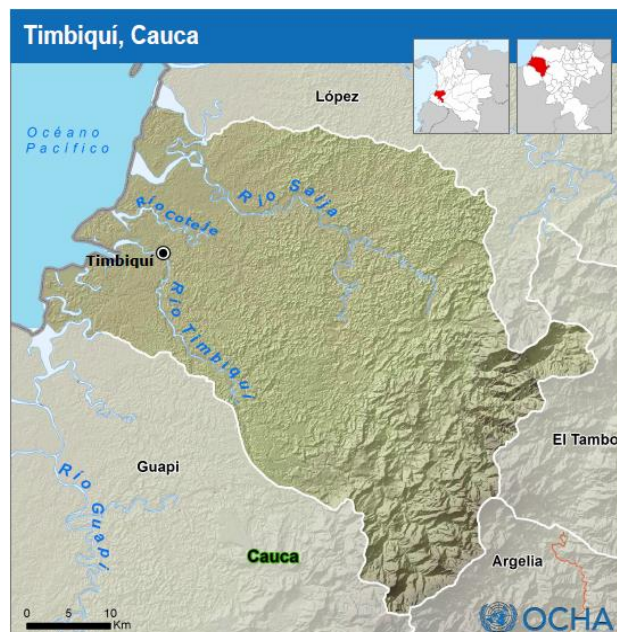 Timbiquí, Cauca
López
Océano
Pacífico
Río Saija
Río Coteje
Timbiquí
Río Timbiquí
Guapi
El Tambo
Río Guapi
Cauca
Argelia
0 5 10
Km
OCHA